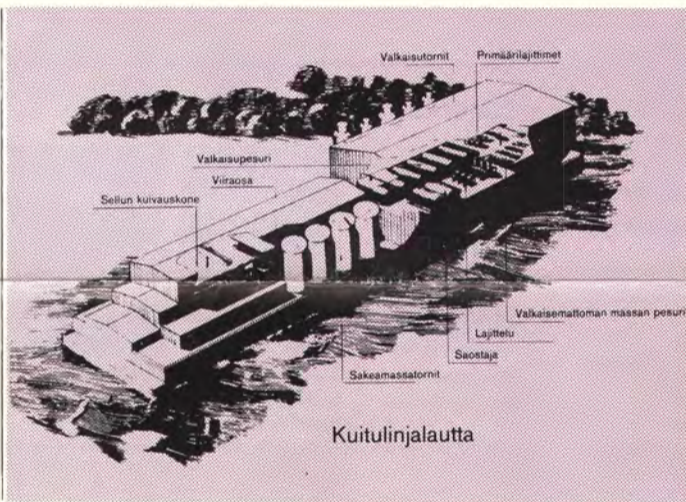 Valkaisutornit
Primäärilajittimet
Valkaisupesuri
Viiraosa
Sellun kuivauskone
Valkaisemattoman massan pesuri
Lajittelu
Saostaja
Sakeamassatornit
Kuitulinjalautta